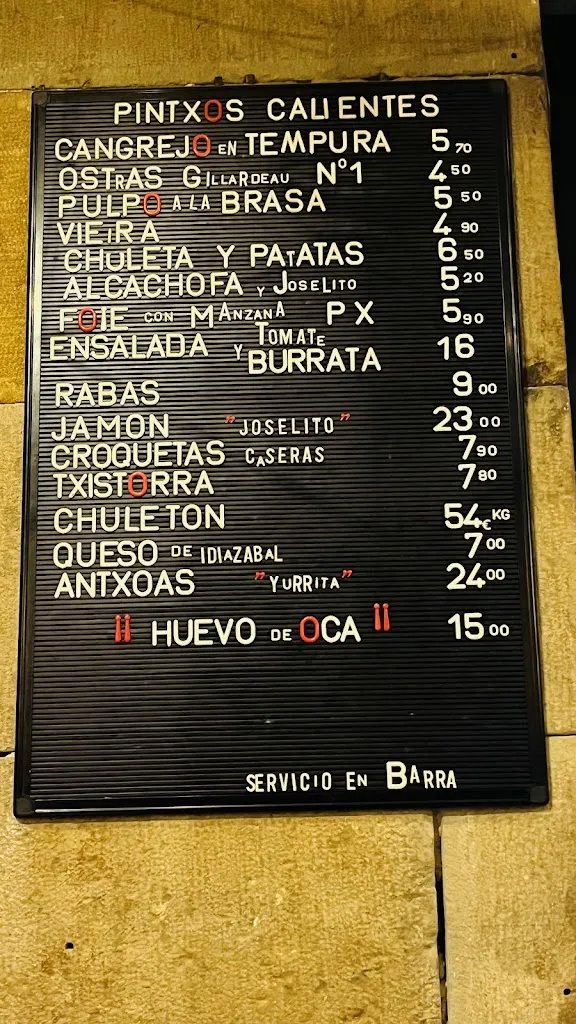 PINTXOS CALIENTES
CANGREJO EN TEMPURA 5 70
OSTRAS GILLARDEAU Nº1 4 50
PULPO A LA BRASA 5 50
VIEIRA 4 90
CHULETA Y PATATAS 6 50
ALCACHOFA Y JOSELITO 5 20
FOIE CON MANZANA PX 5 90
ENSALADA Y TOMATE BURRATA 16
RABAS 9 00
JAMON "JOSELITO" 23 00
CROQUETAS CASERAS 7 90
TXISTORRA 7 80
CHULETON 54 € KG
QUESO DE IDIAZABAL 7 00
ANTXOAS "YURRITA" 24 00
¡¡ HUEVO DE OCA ¡¡ 15 00
SERVICIO EN BARRA